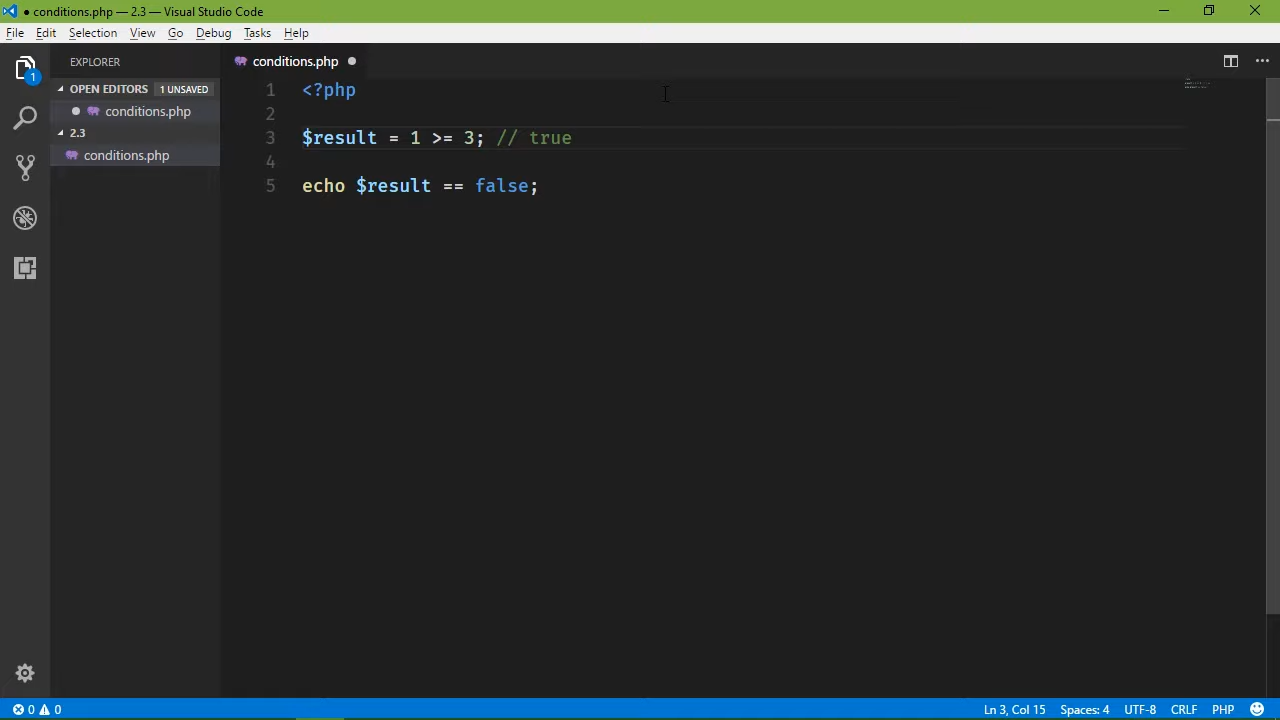 ● conditions.php — 2.3 — Visual Studio Code
File Edit Selection View Go Debug Tasks Help
EXPLORER
OPEN EDITORS 1 UNSAVED
conditions.php
2.3
conditions.php
1
conditions.php
1 <?php
2
3 $result = 1 >= 3; // true
4
5 echo $result == false;
0 0
Ln 3, Col 15 Spaces: 4 UTF-8 CRLF PHP